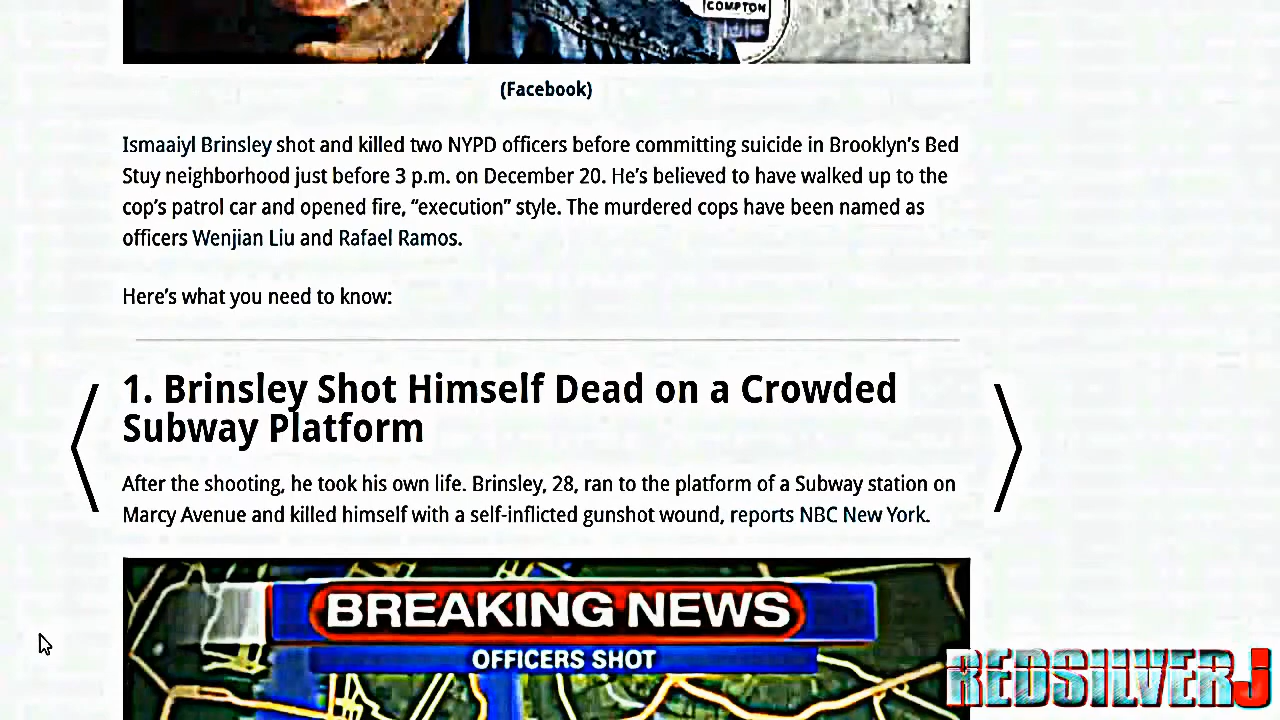 COMPTON
(Facebook)
Ismaaiyl Brinsley shot and killed two NYPD officers before committing suicide in Brooklyn's Bed
Stuy neighborhood just before 3 p.m. on December 20. He's believed to have walked up to the
cop's patrol car and opened fire, “execution” style. The murdered cops have been named as
officers Wenjian Liu and Rafael Ramos.
Here's what you need to know:
1. Brinsley Shot Himself Dead on a Crowded
Subway Platform
After the shooting, he took his own life. Brinsley, 28, ran to the platform of a Subway station on
Marcy Avenue and killed himself with a self-inflicted gunshot wound, reports NBC New York.
BREAKING NEWS
OFFICERS SHOT
REDSILVERJ